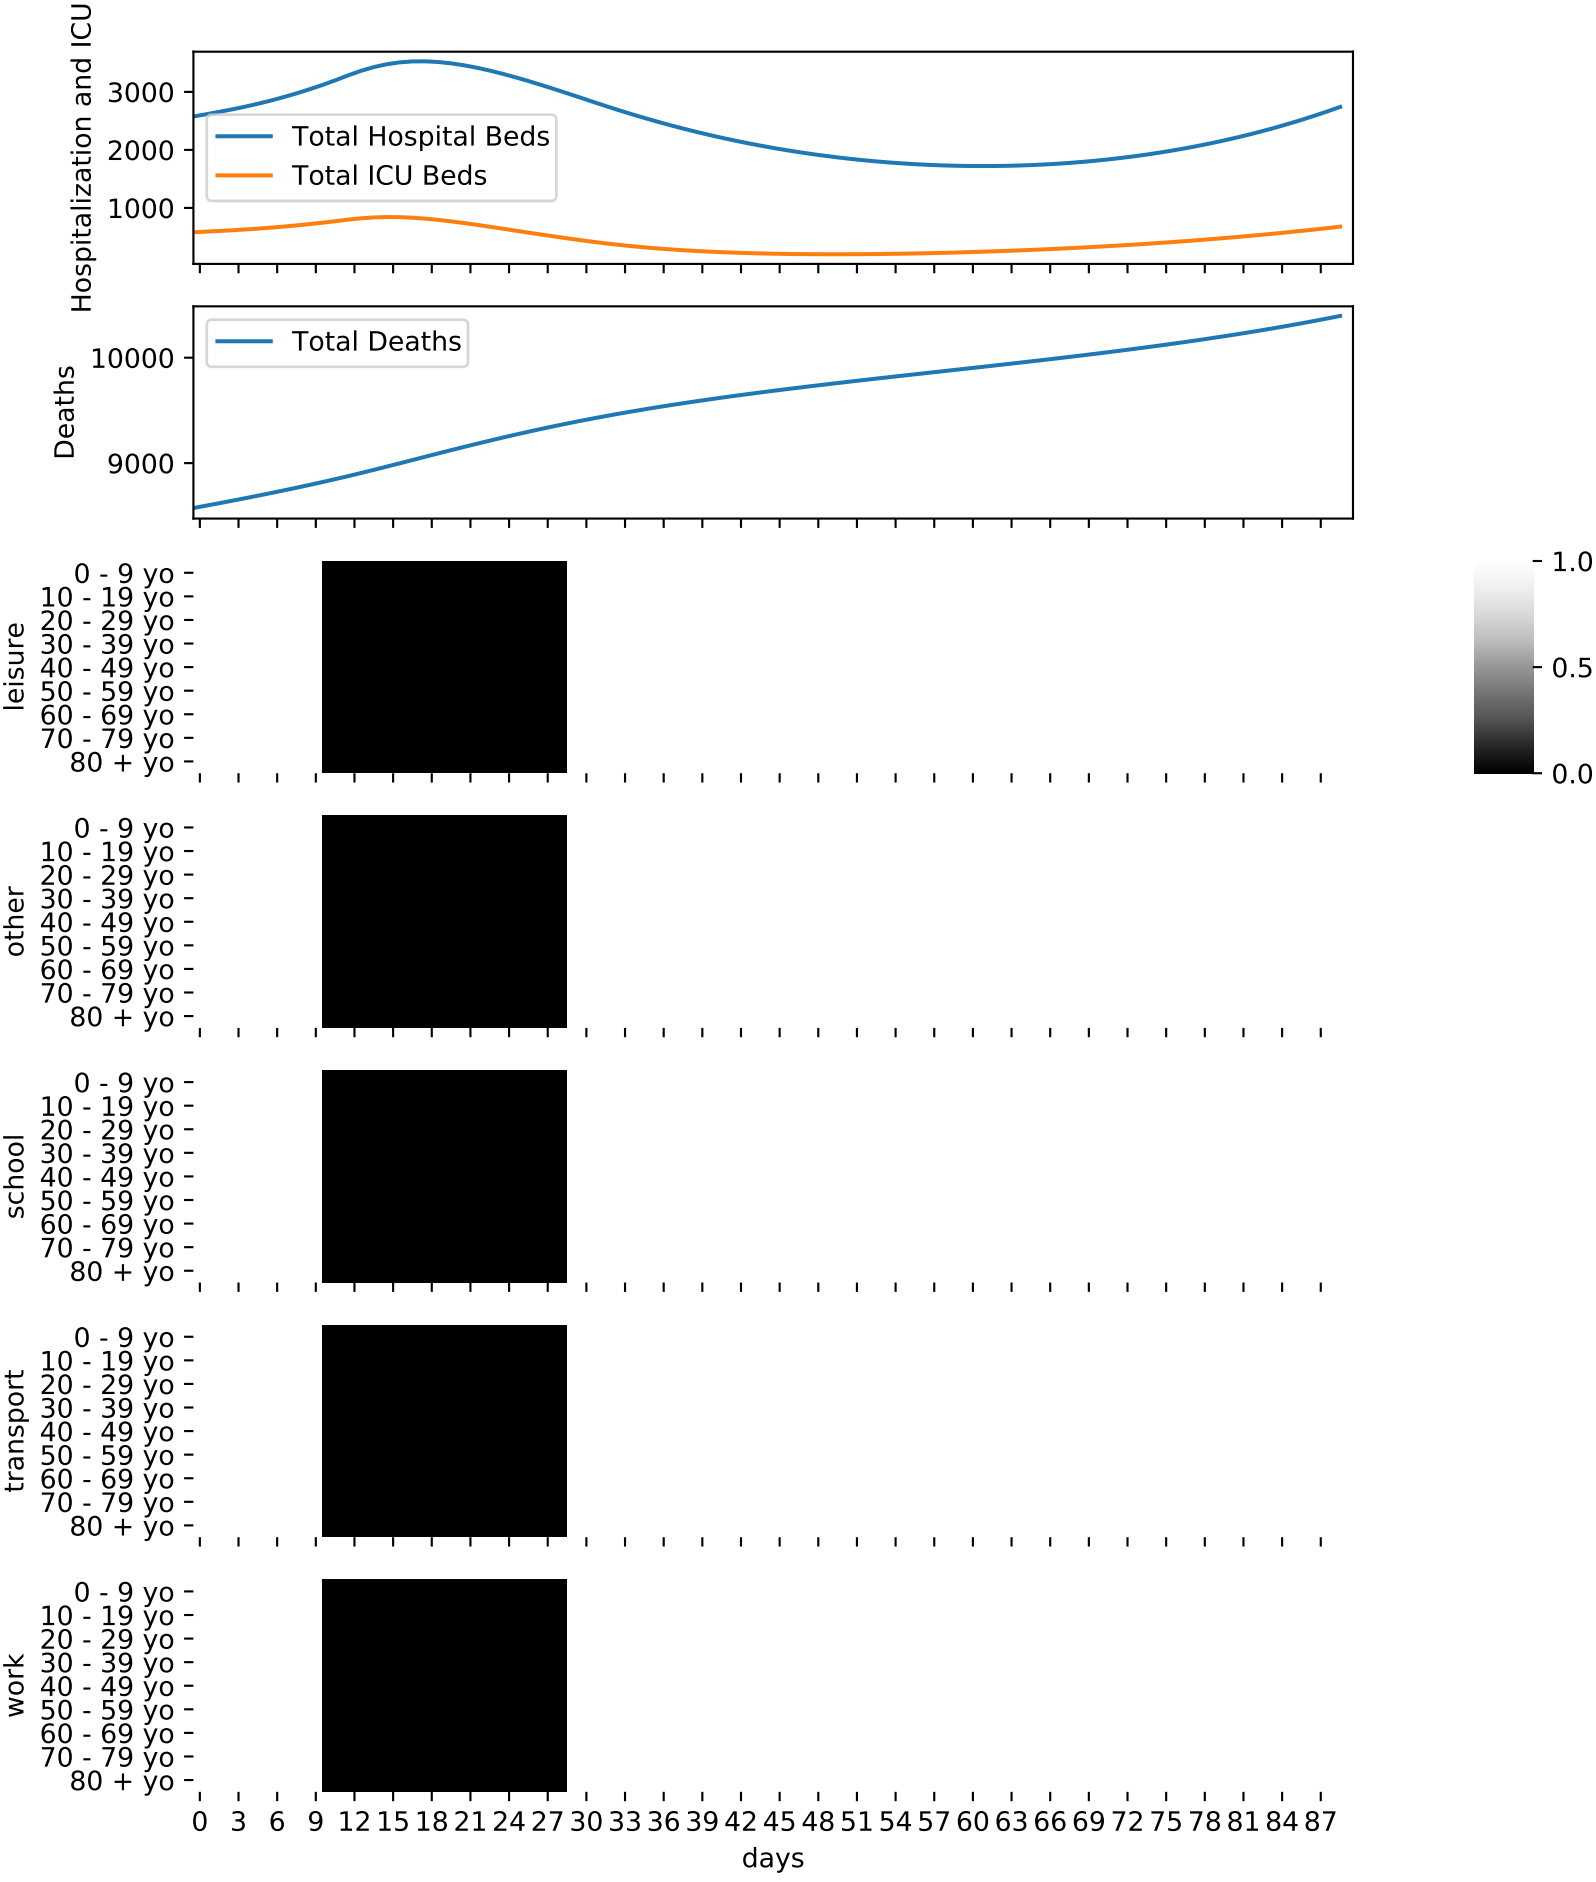 Hospitalization and ICU
3000
2000
1000
Total Hospital Beds
Total ICU Beds
Deaths
10000
9000
Total Deaths
leisure
0 - 9 yo
10 - 19 yo
20 - 29 yo
30 - 39 yo
40 - 49 yo
50 - 59 yo
60 - 69 yo
70 - 79 yo
80 + yo
1.0
0.5
0.0
other
0 - 9 yo
10 - 19 yo
20 - 29 yo
30 - 39 yo
40 - 49 yo
50 - 59 yo
60 - 69 yo
70 - 79 yo
80 + yo
school
0 - 9 yo
10 - 19 yo
20 - 29 yo
30 - 39 yo
40 - 49 yo
50 - 59 yo
60 - 69 yo
70 - 79 yo
80 + yo
transport
0 - 9 yo
10 - 19 yo
20 - 29 yo
30 - 39 yo
40 - 49 yo
50 - 59 yo
60 - 69 yo
70 - 79 yo
80 + yo
work
0 - 9 yo
10 - 19 yo
20 - 29 yo
30 - 39 yo
40 - 49 yo
50 - 59 yo
60 - 69 yo
70 - 79 yo
80 + yo
0 3 6 9 12 15 18 21 24 27 30 33 36 39 42 45 48 51 54 57 60 63 66 69 72 75 78 81 84 87
days